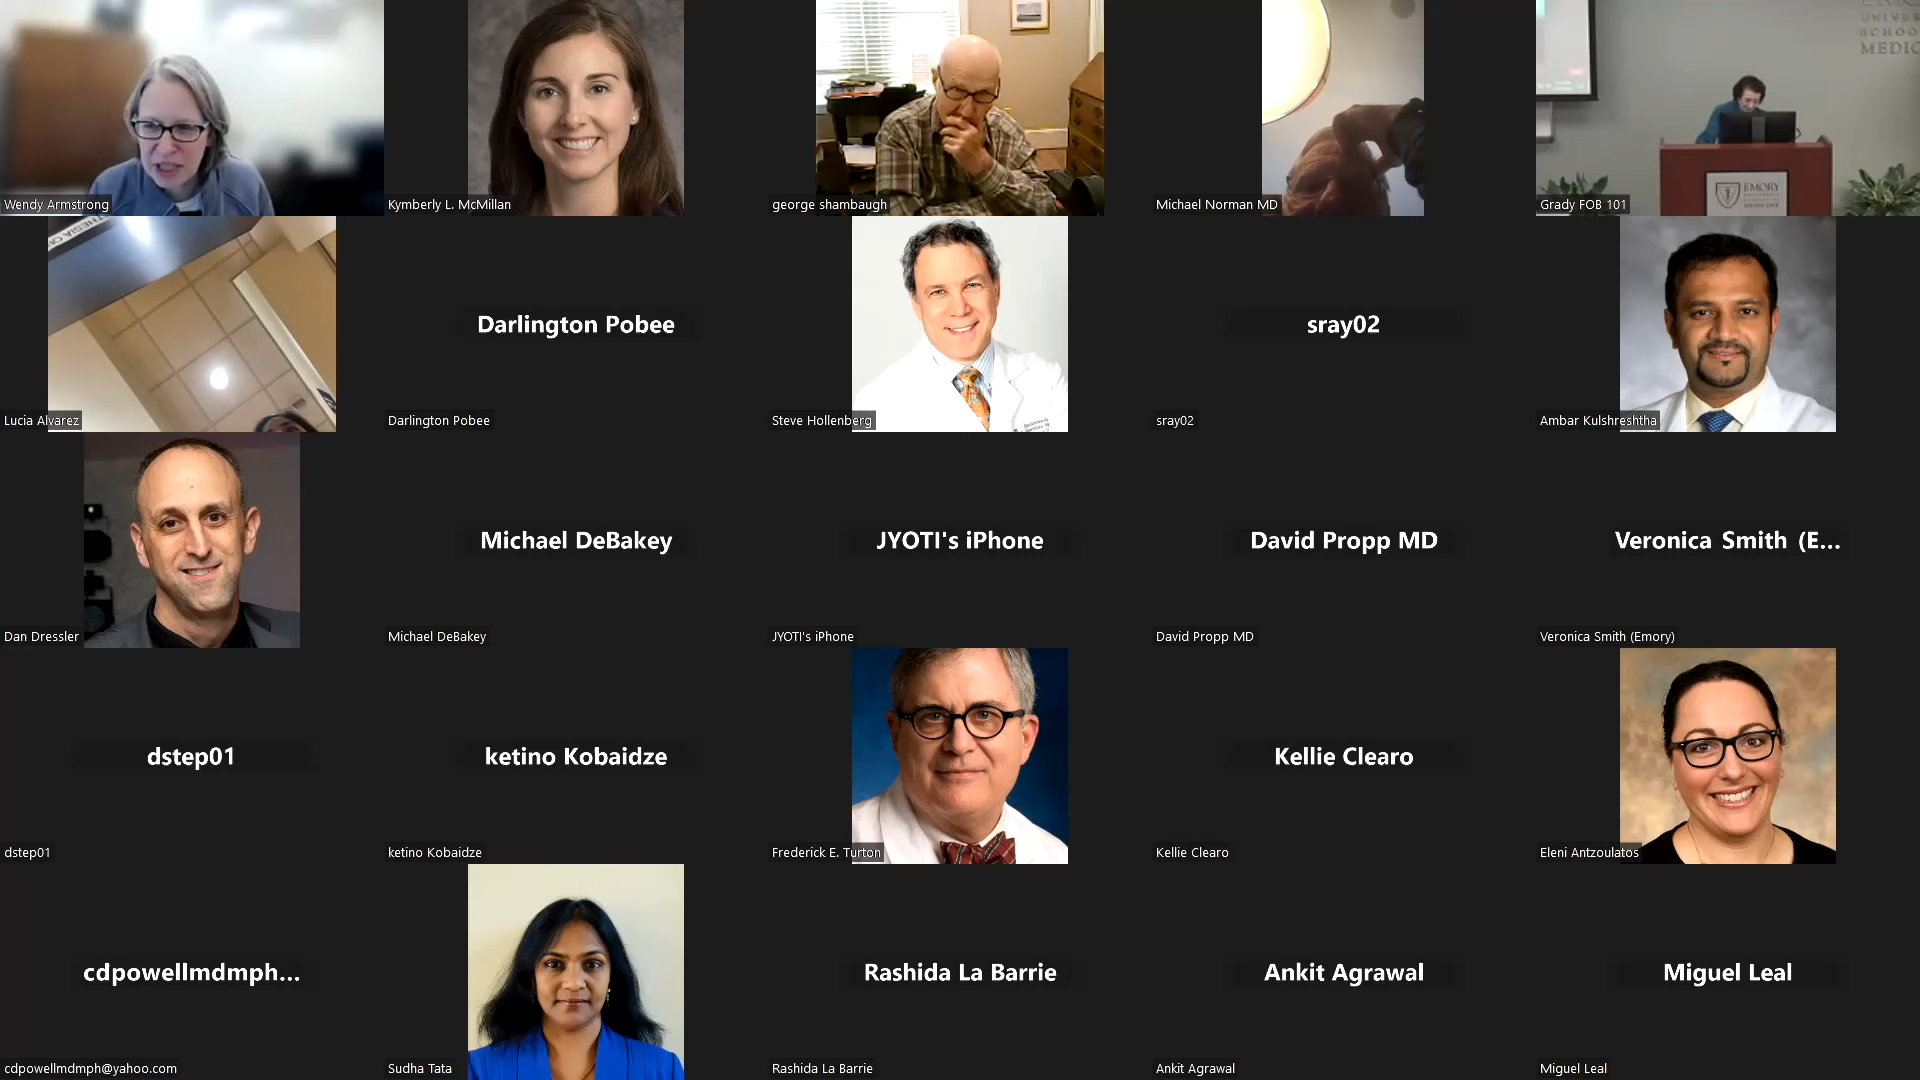 Wendy Armstrong
Kymberly L. McMillan
george shambaugh
Michael Norman MD
UNIVER
SCHOO
MEDIC
EMORY
Grady FOB 101
Lucia Alvarez
Darlington Pobee
Darlington Pobee
Steve Hollenberg
sray02
sray02
Ambar Kulshreshtha
Dan Dressler
Michael DeBakey
Michael DeBakey
JYOTI's iPhone
JYOTI's iPhone
David Propp MD
David Propp MD
Veronica Smith (E...
Veronica Smith (Emory)
dstep01
dstep01
ketino Kobaidze
ketino Kobaidze
Frederick E. Turton
Kellie Clearo
Kellie Clearo
Eleni Antzoulatos
cdpowellmdmph...
cdpowellmdmph@yahoo.com
Sudha Tata
Rashida La Barrie
Rashida La Barrie
Ankit Agrawal
Ankit Agrawal
Miguel Leal
Miguel Leal